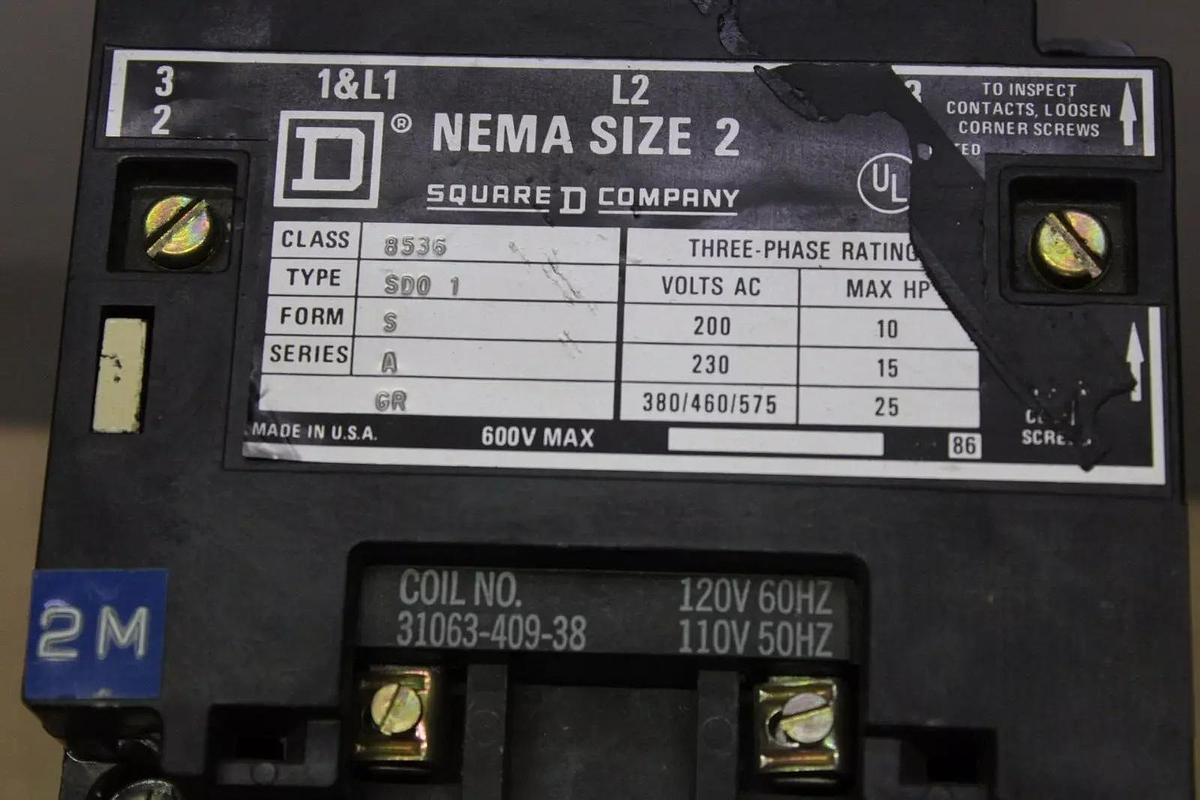 3 1&L1 L2 3
2
TO INSPECT
CONTACTS, LOOSEN
CORNER SCREWS
D® NEMA SIZE 2
SQUARE D COMPANY
UL
CLASS 8536
TYPE SDO 1
FORM S
SERIES A
GR
THREE-PHASE RATING
VOLTS AC MAX HP
200 10
230 15
380/460/575 25
MADE IN U.S.A. 600V MAX 86
2M
COIL NO. 120V 60HZ
31063-409-38 110V 50HZ